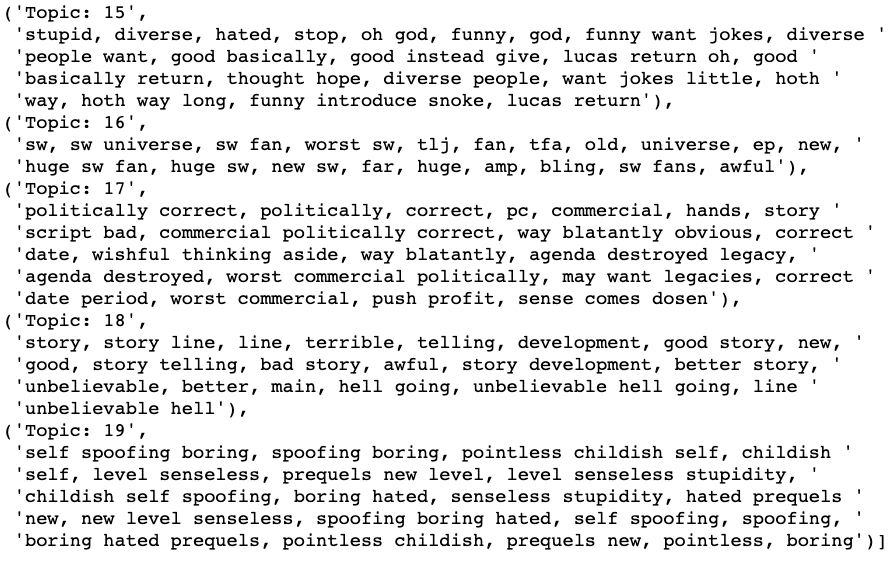 ('Topic: 15',
'stupid, diverse, hated, stop, oh god, funny, god, funny want jokes, diverse '
'people want, good basically, good instead give, lucas return oh, good '
'basically return, thought hope, diverse people, want jokes little, hoth '
'way, hoth way long, funny introduce snoke, lucas return'),
('Topic: 16',
'sw, sw universe, sw fan, worst sw, tlj, fan, tfa, old, universe, ep, new, '
'huge sw fan, huge sw, new sw, far, huge, amp, bling, sw fans, awful'),
('Topic: 17',
'politically correct, politically, correct, pc, commercial, hands, story '
'script bad, commercial politically correct, way blatantly obvious, correct '
'date, wishful thinking aside, way blatantly, agenda destroyed legacy, '
'agenda destroyed, worst commercial politically, may want legacies, correct '
'date period, worst commercial, push profit, sense comes dosen'),
('Topic: 18',
'story, story line, line, terrible, telling, development, good story, new, '
'good, story telling, bad story, awful, story development, better story, '
'unbelievable, better, main, hell going, unbelievable hell going, line '
'unbelievable hell'),
('Topic: 19',
'self spoofing boring, spoofing boring, pointless childish self, childish '
'self, level senseless, prequels new level, level senseless stupidity, '
'childish self spoofing, boring hated, senseless stupidity, hated prequels '
'new, new level senseless, spoofing boring hated, self spoofing, spoofing, '
'boring hated prequels, pointless childish, prequels new, pointless, boring')]